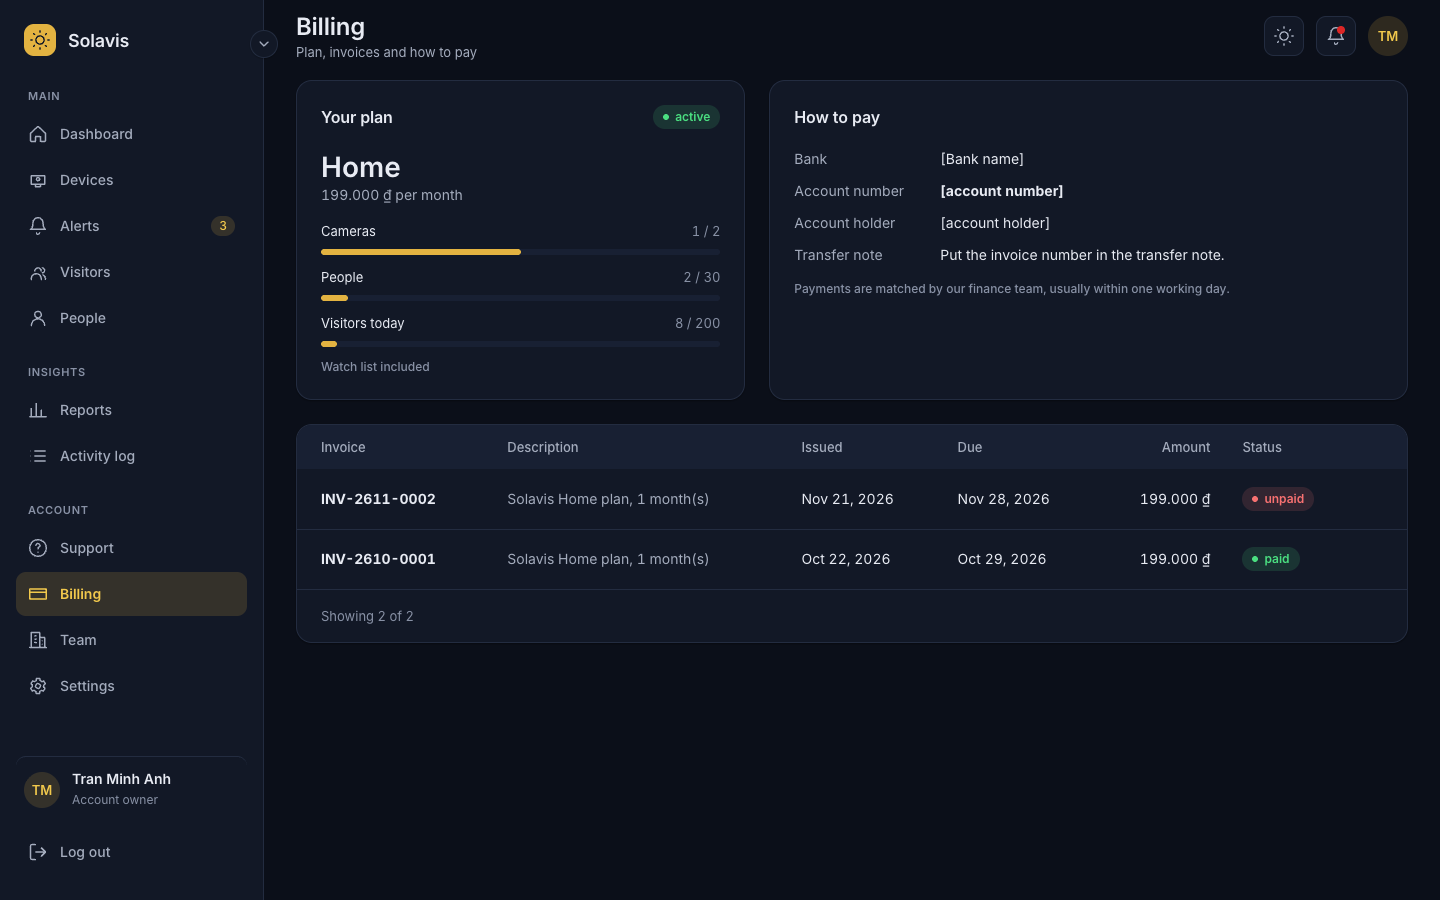 Solavis
MAIN
Dashboard
Devices
Alerts 3
Visitors
People
INSIGHTS
Reports
Activity log
ACCOUNT
Support
Billing
Team
Settings
TM
Tran Minh Anh
Account owner
Log out
Billing
Plan, invoices and how to pay
TM
Your plan active
Home
199.000 ₫ per month
Cameras 1 / 2
People 2 / 30
Visitors today 8 / 200
Watch list included
How to pay
Bank [Bank name]
Account number [account number]
Account holder [account holder]
Transfer note Put the invoice number in the transfer note.
Payments are matched by our finance team, usually within one working day.
Invoice Description Issued Due Amount Status
INV-2611-0002 Solavis Home plan, 1 month(s) Nov 21, 2026 Nov 28, 2026 199.000 ₫ unpaid
INV-2610-0001 Solavis Home plan, 1 month(s) Oct 22, 2026 Oct 29, 2026 199.000 ₫ paid
Showing 2 of 2